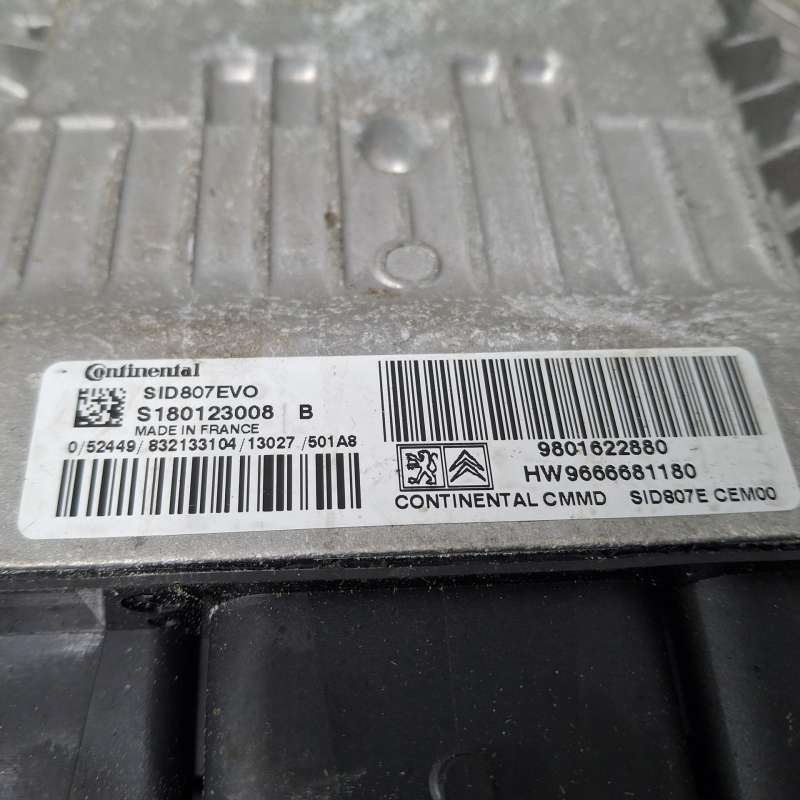 Continental
SID807EVO
S180123008 B
MADE IN FRANCE
0/52449/832133104/13027/501A8
9801622880
HW9666681180
CONTINENTAL CMMD SID807E CEM00